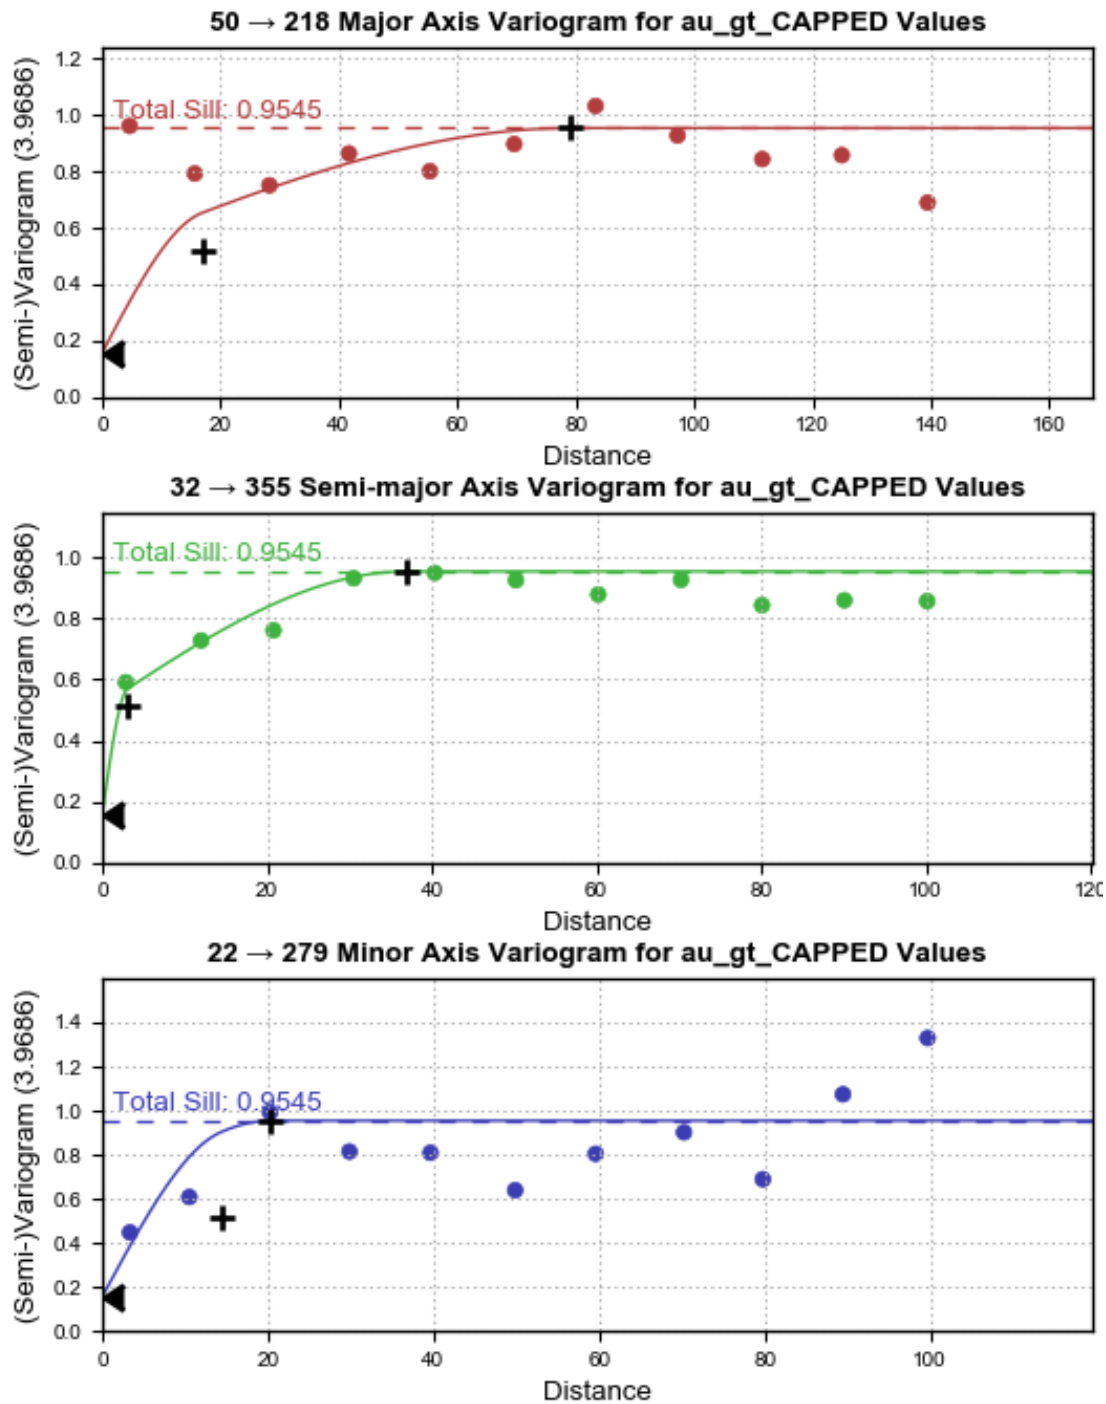 50 → 218 Major Axis Variogram for au_gt_CAPPED Values
(Semi-)Variogram (3.9686)
1.2
1.0
0.8
0.6
0.4
0.2
0.0
Total Sill: 0.9545
0 20 40 60 80 100 120 140 160
Distance
32 → 355 Semi-major Axis Variogram for au_gt_CAPPED Values
(Semi-)Variogram (3.9686)
1.0
0.8
0.6
0.4
0.2
0.0
Total Sill: 0.9545
0 20 40 60 80 100 120
Distance
22 → 279 Minor Axis Variogram for au_gt_CAPPED Values
(Semi-)Variogram (3.9686)
1.4
1.2
1.0
0.8
0.6
0.4
0.2
0.0
Total Sill: 0.9545
0 20 40 60 80 100
Distance